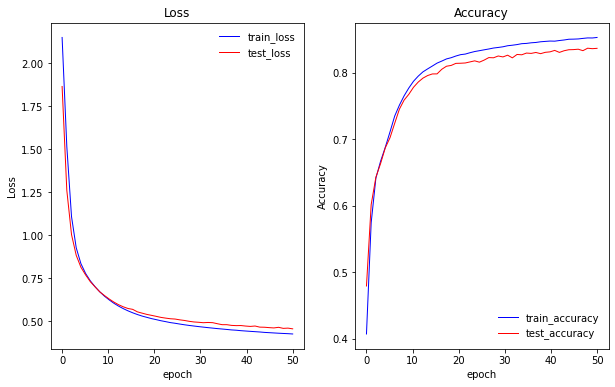 Loss
train_loss
test_loss
2.00
1.75
1.50
1.25
1.00
0.75
0.50
Loss
0 10 20 30 40 50
epoch
Accuracy
0.8
0.7
0.6
0.5
0.4
Accuracy
train_accuracy
test_accuracy
0 10 20 30 40 50
epoch